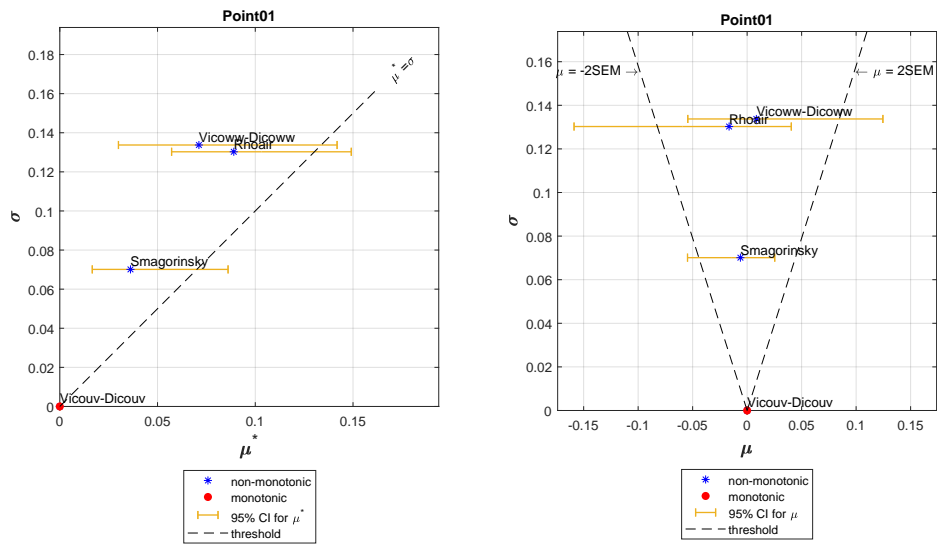 Point01
0.18
0.16
0.14
0.12
0.1
0.08
0.06
0.04
0.02
0
σ
μ* =σ
Vicoww-Dicoww
Rhoair
Smagorinsky
Vicouv-Dicouv
0
0.05
0.1
0.15
μ*
non-monotonic
monotonic
95% CI for μ*
threshold
Point01
0.16
0.14
0.12
0.1
0.08
0.06
0.04
0.02
0
σ
μ = -2SEM →
← μ = 2SEM
Vicoww-Dicoww
Rhoair
Smagorinsky
Vicouv-Dicouv
-0.15
-0.1
-0.05
0
0.05
0.1
0.15
μ
non-monotonic
monotonic
95% CI for μ
threshold